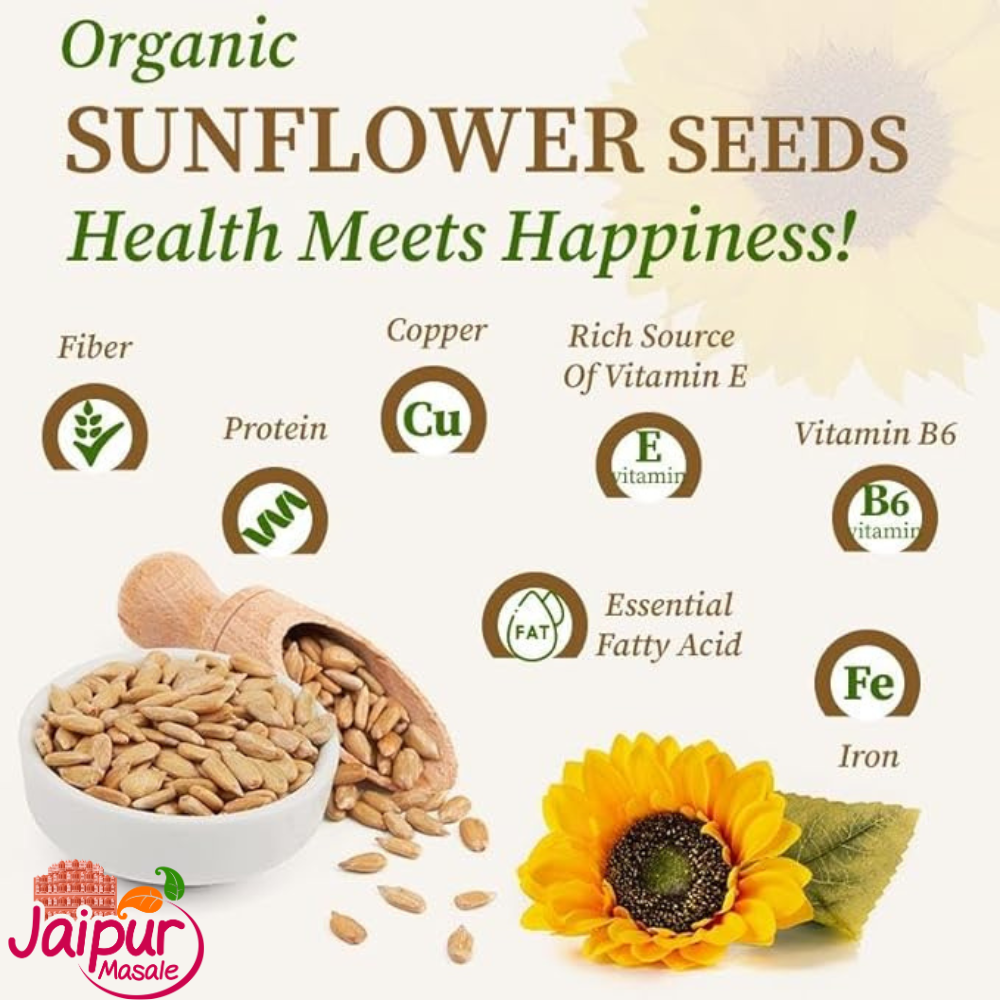 Organic
SUNFLOWER SEEDS
Health Meets Happiness!
Fiber
Copper
Rich Source
Of Vitamin E
Protein
Cu
E
vitamin
Vitamin B6
B6
vitamin
FAT
Essential
Fatty Acid
Fe
Iron
Jaipur
Masale